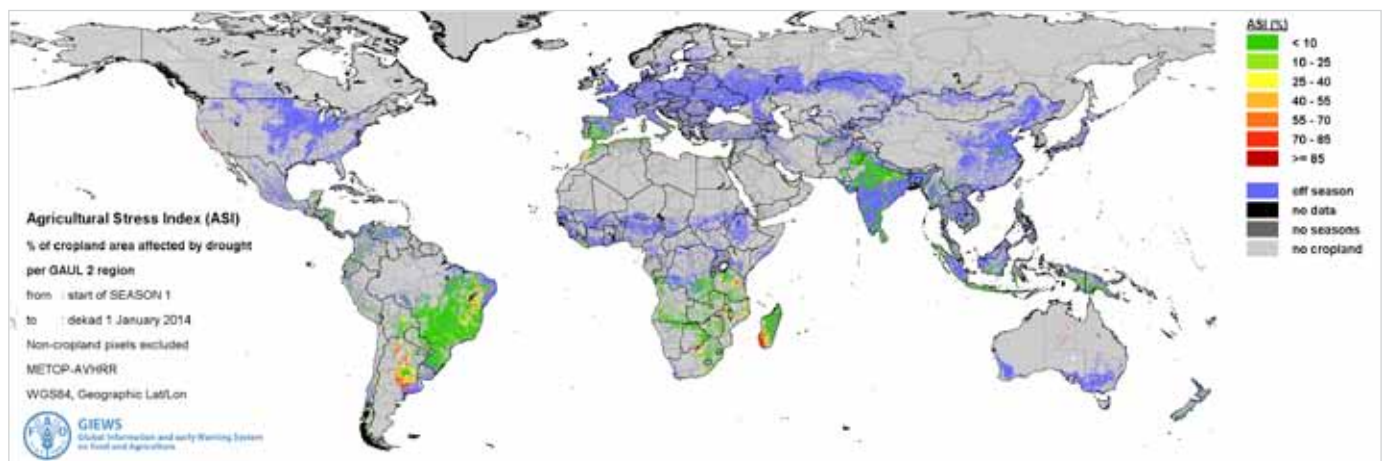 ASI (%)
< 10
10 - 25
25 - 40
40 - 55
55 - 70
70 - 85
>= 85
off season
no data
no seasons
no cropland
Agricultural Stress Index (ASI)
% of cropland area affected by drought
per GAUL 2 region
from : start of SEASON 1
to : dekad 1 January 2014
Non-cropland pixels excluded
METOP-AVHRR
WGS84, Geographic Lat/Lon
FAO
GIEWS
Global Information and early Warning System
on Food and Agriculture